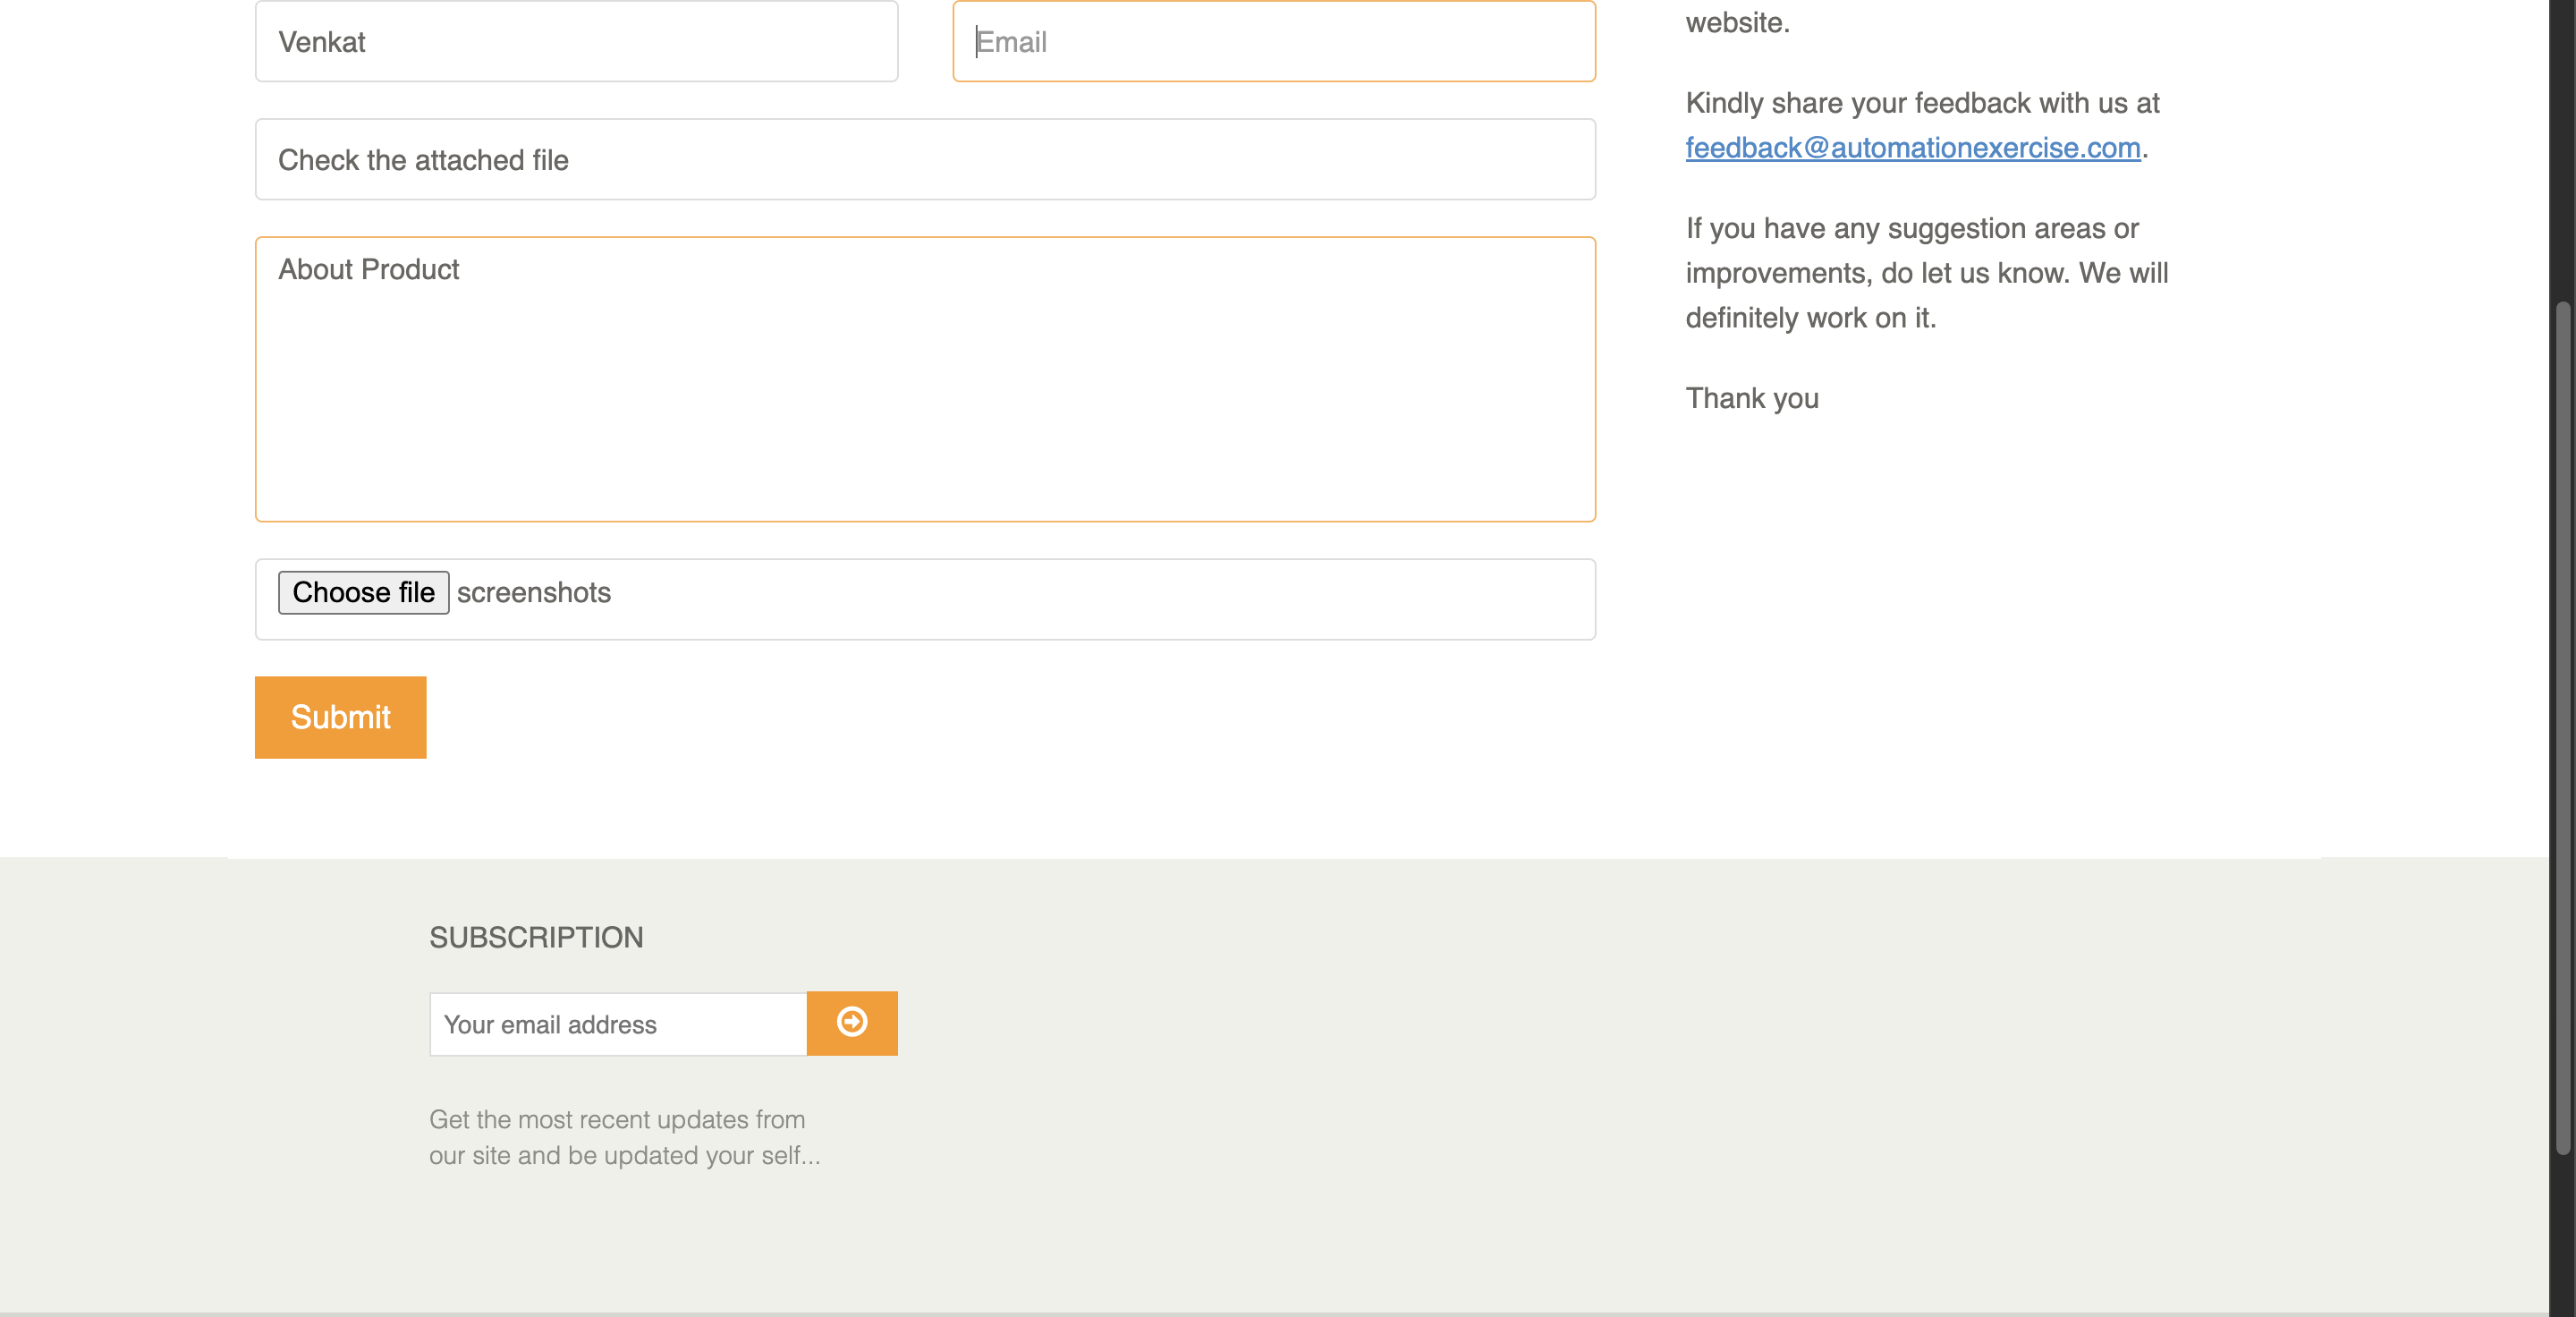 Venkat
Email
Check the attached file
About Product
Choose file screenshots
Submit
website.
Kindly share your feedback with us at
feedback@automationexercise.com.
If you have any suggestion areas or
improvements, do let us know. We will
definitely work on it.
Thank you
SUBSCRIPTION
Your email address
Get the most recent updates from
our site and be updated your self...